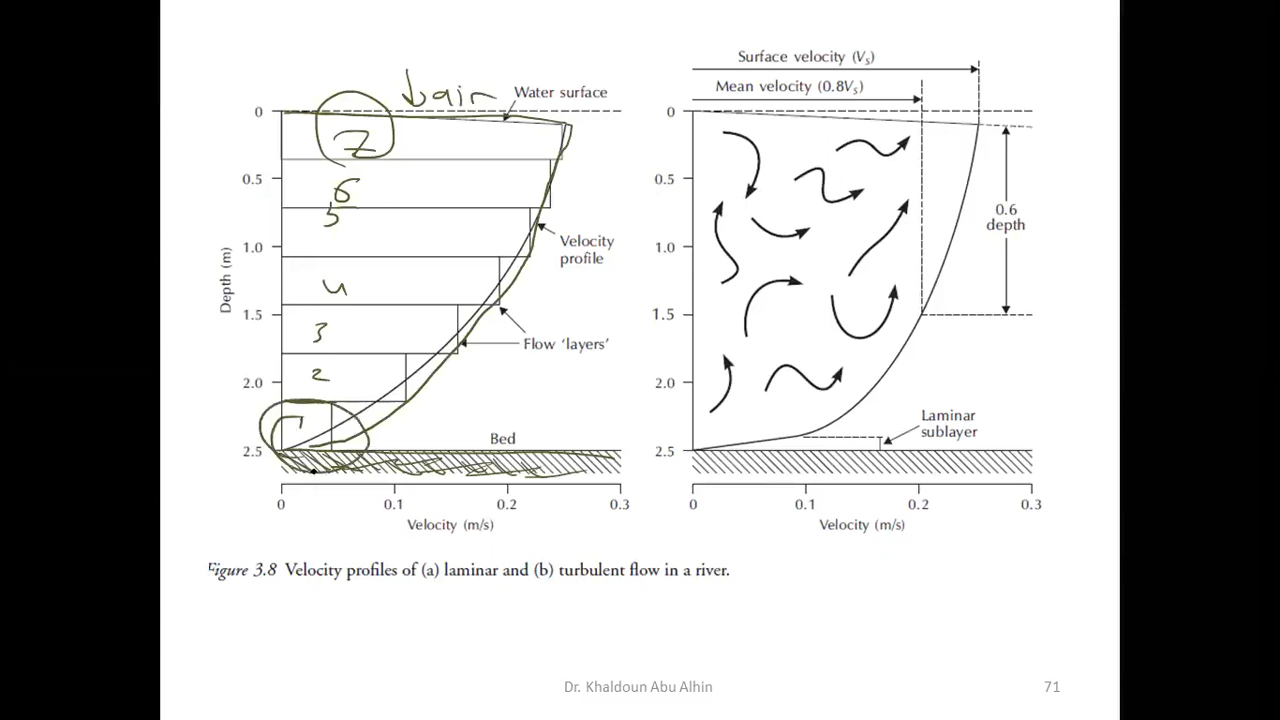 Surface velocity (Vs)
Mean velocity (0.8Vs)
air
Water surface
0
0.5
1.0
1.5
2.0
2.5
Depth (m)
7
6
5
4
3
2
1
Velocity profile
Flow 'layers'
Bed
0 0.1 0.2 0.3
Velocity (m/s)
0
0.5
1.0
1.5
2.0
2.5
0.6 depth
Laminar sublayer
0 0.1 0.2 0.3
Velocity (m/s)
Figure 3.8 Velocity profiles of (a) laminar and (b) turbulent flow in a river.
Dr. Khaldoun Abu Alhin
71